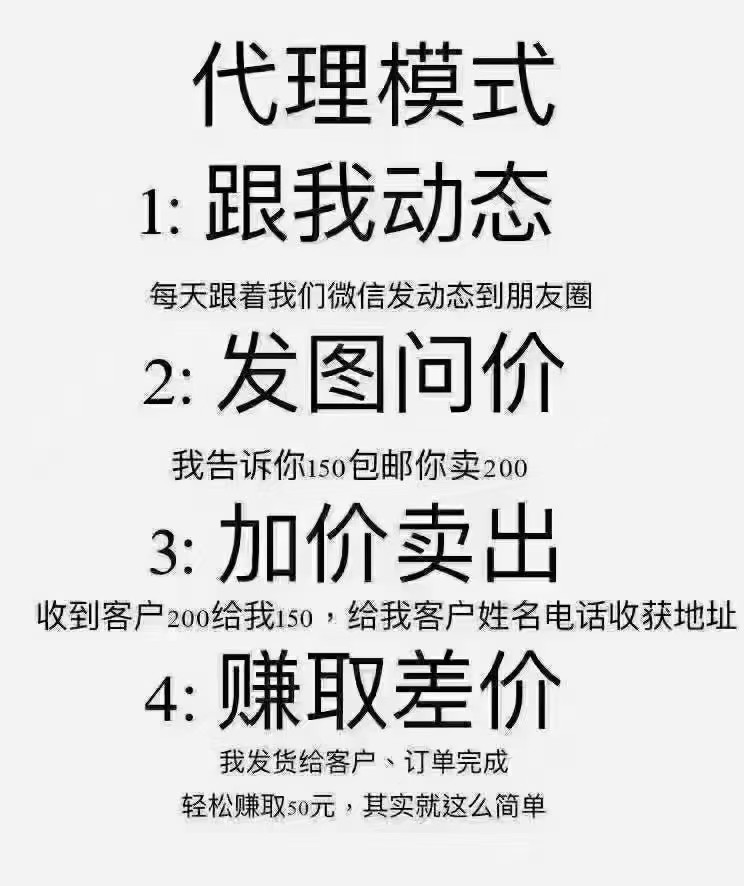 代理模式
1: 跟我动态
每天跟着我们微信发动态到朋友圈
2: 发图问价
我告诉你150包邮你卖200
3: 加价卖出
收到客户200给我150，给我客户姓名电话收获地址
4: 赚取差价
我发货给客户、订单完成
轻松赚取50元，其实就这么简单